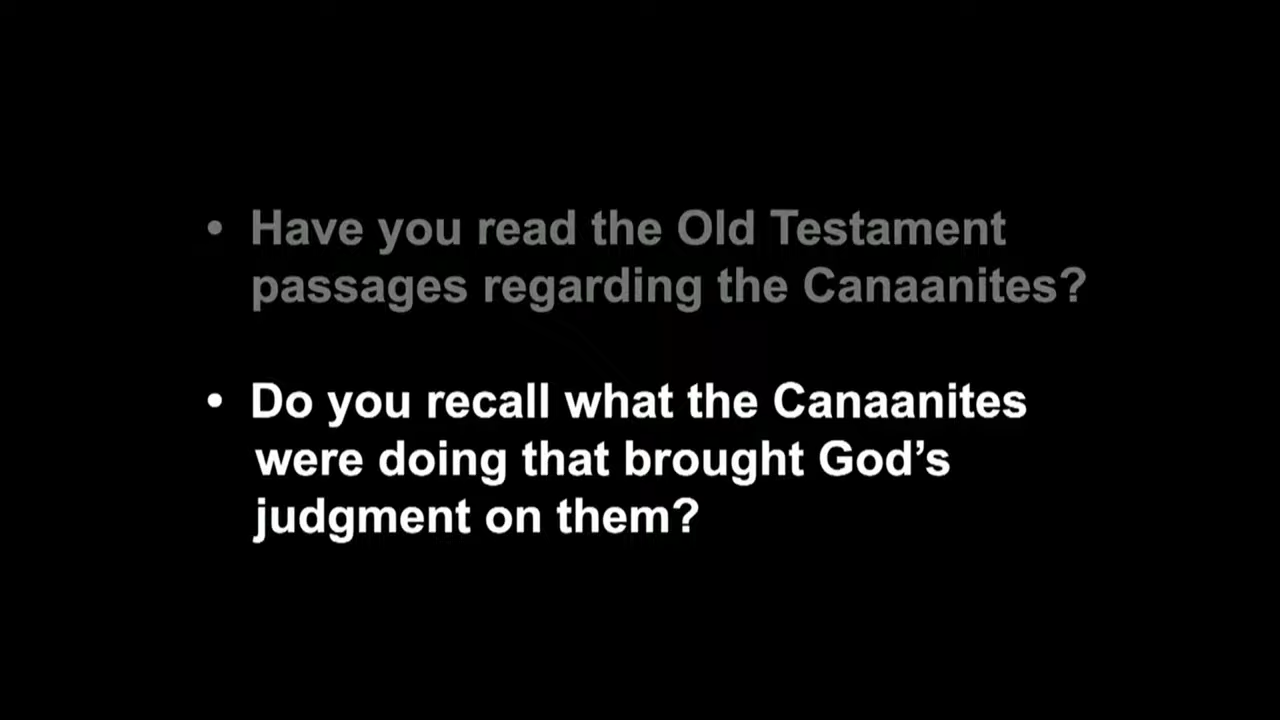 • Have you read the Old Testament
passages regarding the Canaanites?
• Do you recall what the Canaanites
were doing that brought God’s
judgment on them?